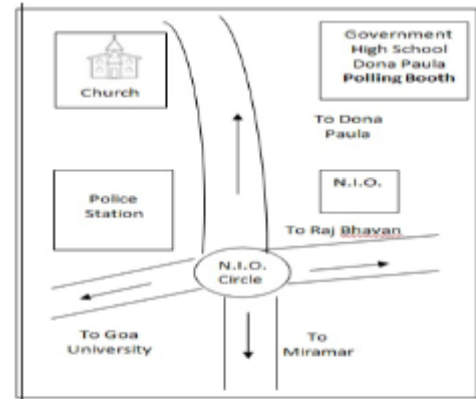 Government
High School
Dona Paula
Polling Booth
Church
To Dona
Paula
Police
Station
N.I.O.
To Raj Bhavan
N.I.O.
Circle
To Goa
University
To
Miramar